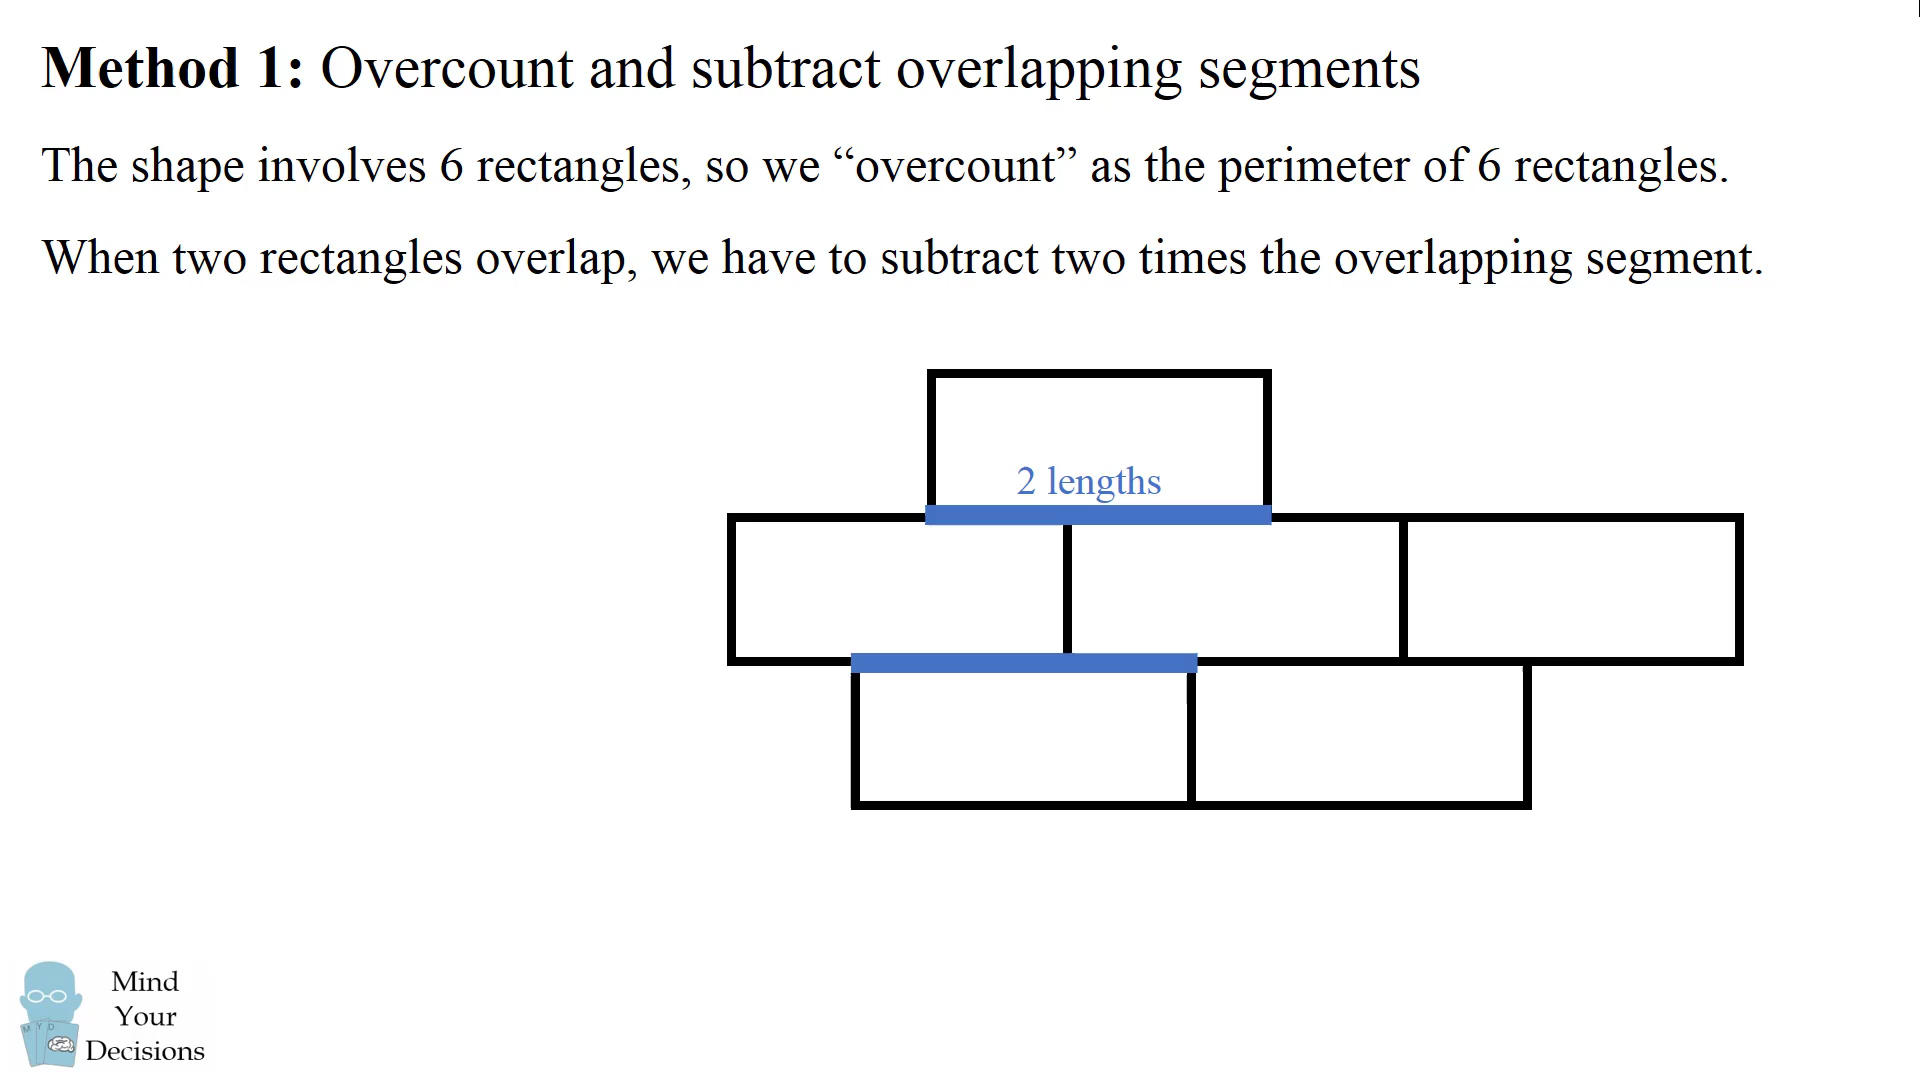 Method 1: Overcount and subtract overlapping segments
The shape involves 6 rectangles, so we “overcount” as the perimeter of 6 rectangles.
When two rectangles overlap, we have to subtract two times the overlapping segment.
2 lengths
M Y D
Mind
Your
Decisions